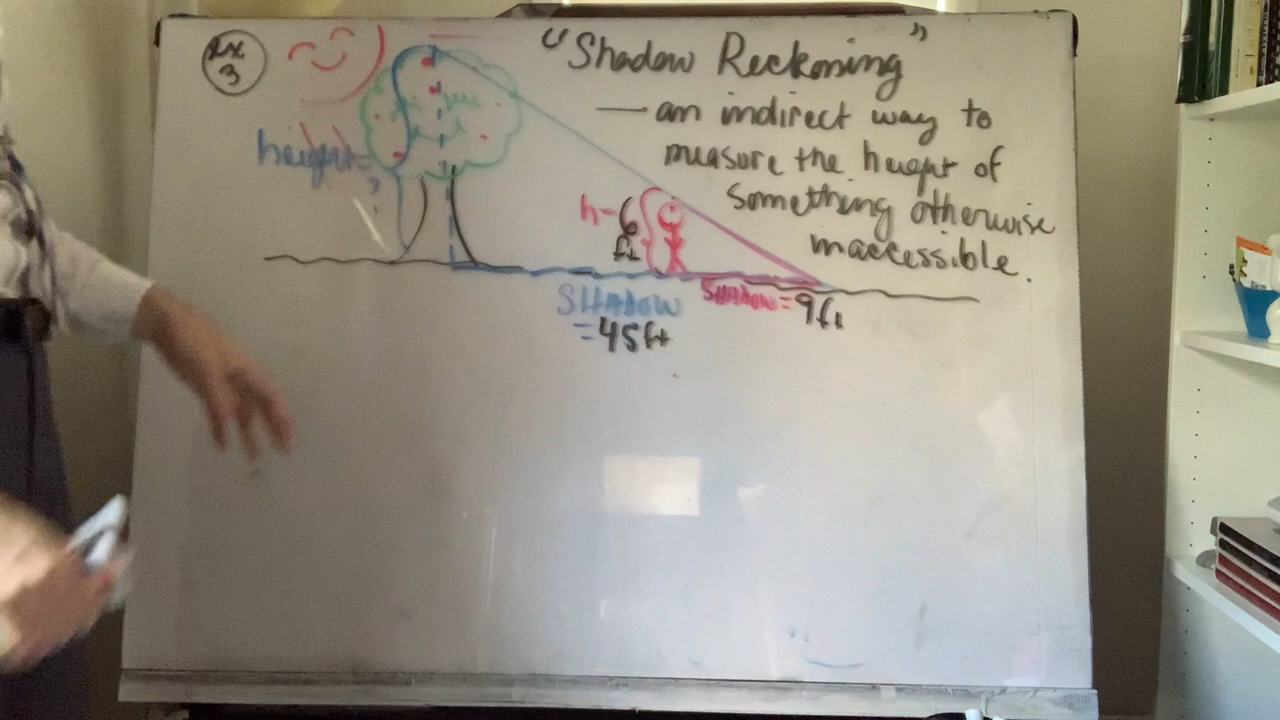 Ex
3
"Shadow Reckoning"
— an indirect way to
measure the height of
something otherwise
inaccessible.
height = ?
h = 6
ft
SHADOW
= 45 ft
SHADOW = 9 ft